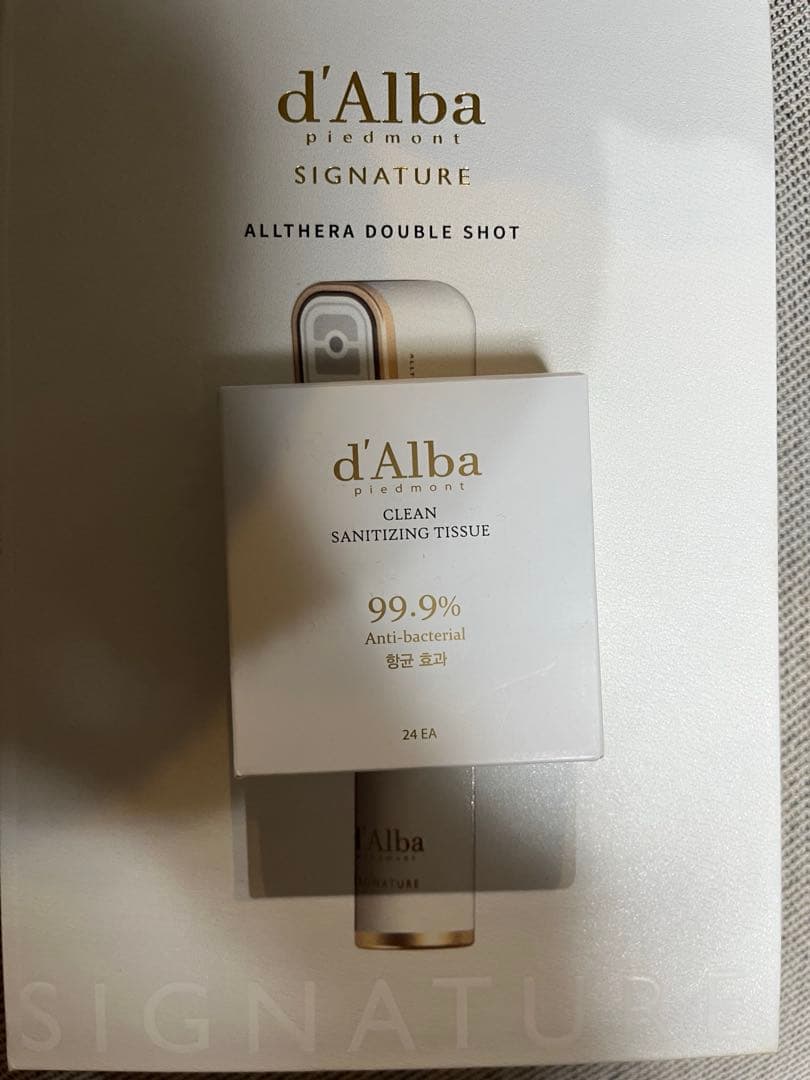 d'Alba
piedmont
SIGNATURE
ALLTHERA DOUBLE SHOT
d'Alba
piedmont
CLEAN
SANITIZING TISSUE
99.9%
Anti-bacterial
항균 효과
24 EA
d'Alba
SIGNATURE
SIGNATURE